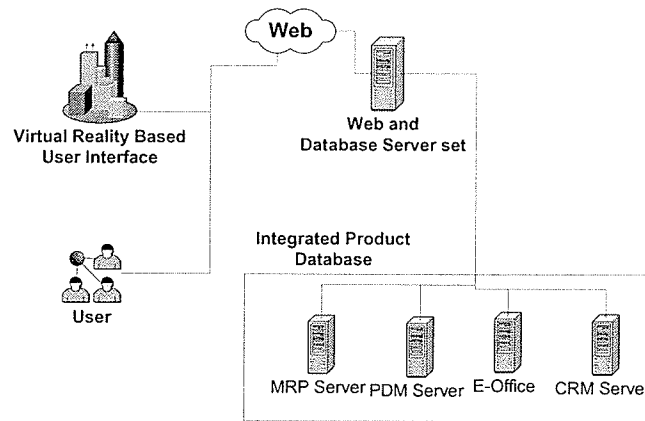 Web
Virtual Reality Based
User Interface
Web and
Database Server set
Integrated Product
Database
User
MRP Server
PDM Server
E-Office
CRM Serve